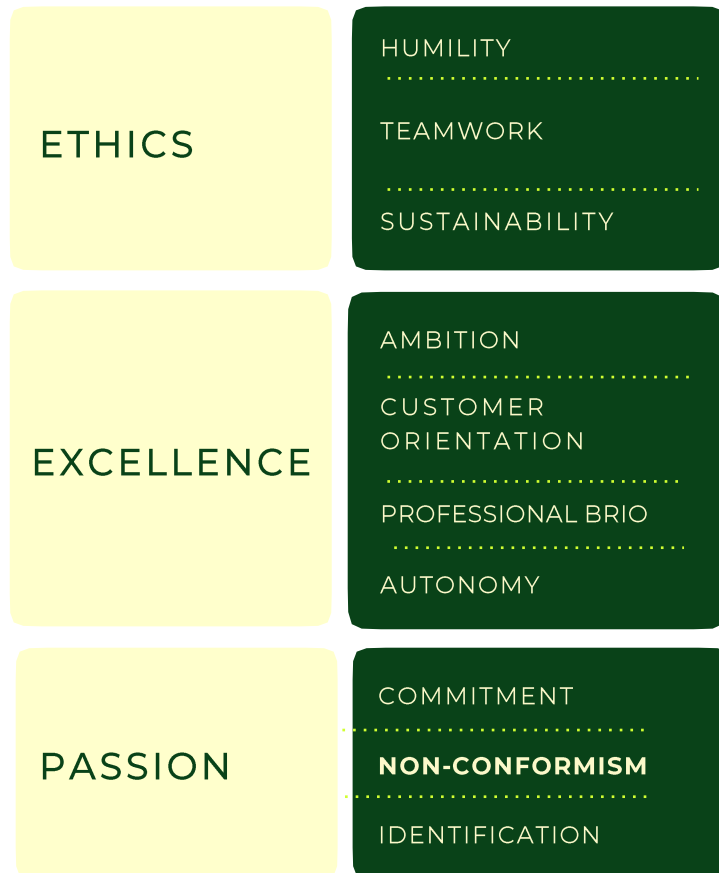 ETHICS
HUMILITY
TEAMWORK
SUSTAINABILITY
EXCELLENCE
AMBITION
CUSTOMER
ORIENTATION
PROFESSIONAL BRIO
AUTONOMY
PASSION
COMMITMENT
NON-CONFORMISM
IDENTIFICATION